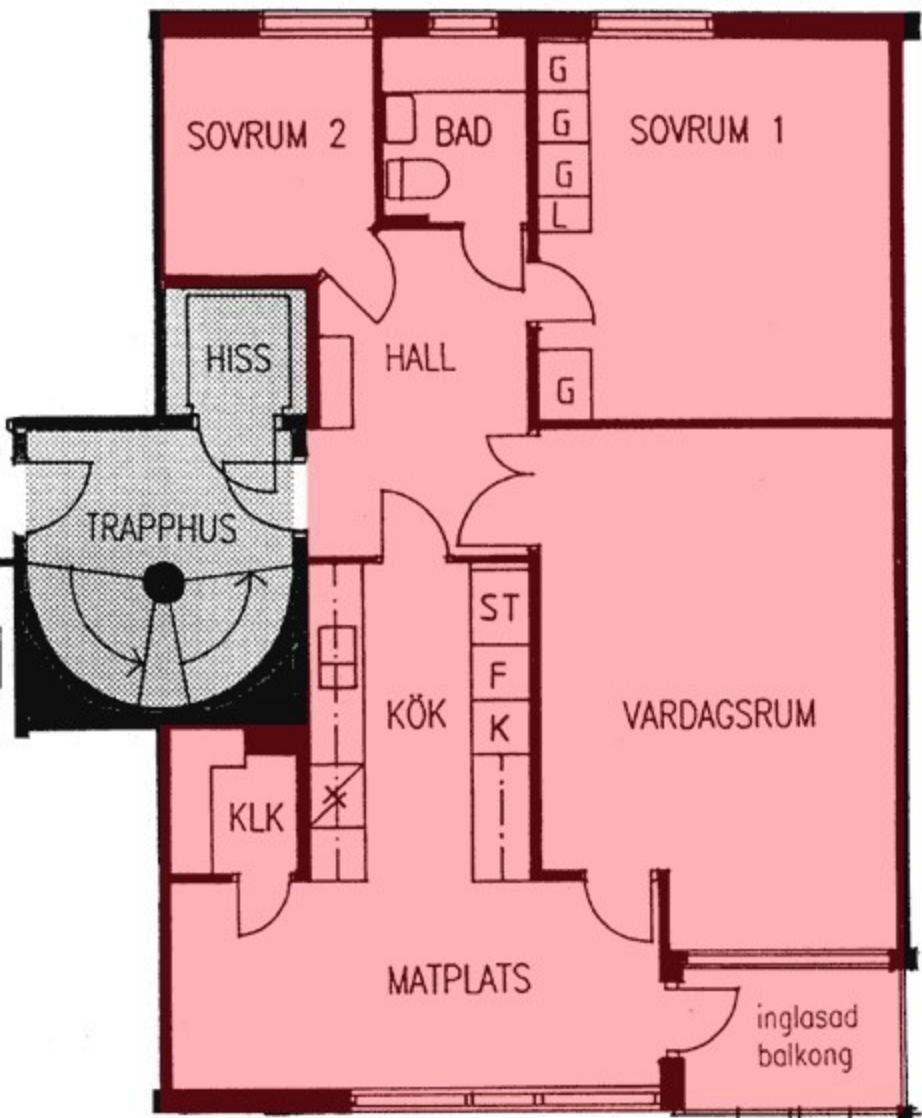 SOVRUM 2
BAD
G
G
G
L
SOVRUM 1
HISS
HALL
G
TRAPPHUS
ST
F
K
KÖK
VARDAGSRUM
KLK
MATPLATS
inglasad
balkong